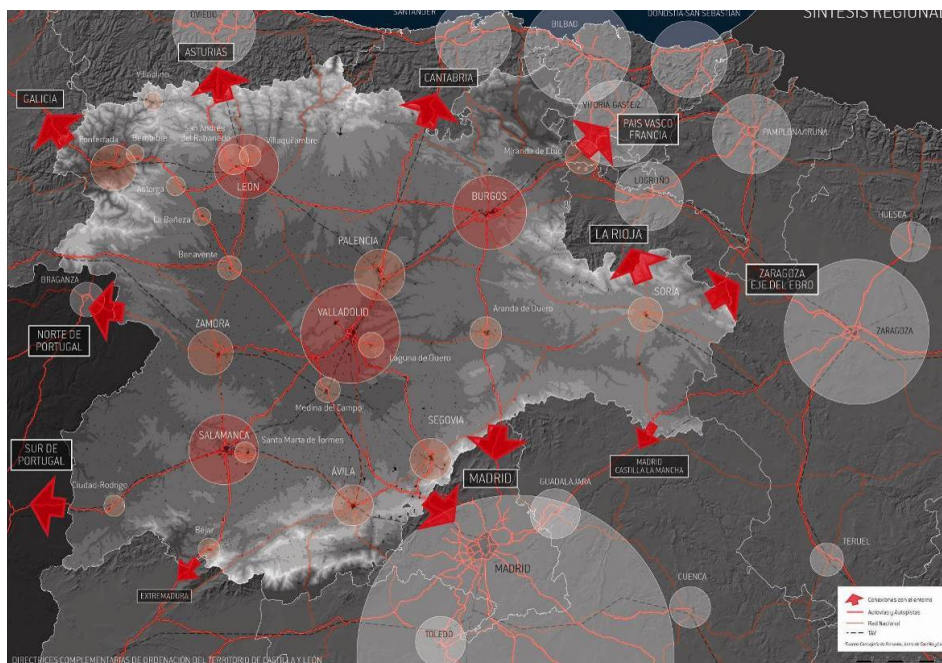 SÍNTESIS REGIONAL
OVIEDO
SANTANDER
BILBAO
DONOSTIA-SAN SEBASTIÁN
ASTURIAS
CANTABRIA
GALICIA
Villablino
VITORIA-GASTEIZ
PAIS VASCO
FRANCIA
PAMPLONA/IRUÑA
Ponferrada
Bembibre
San Andrés
del Rabanedo
Villaquilambre
Miranda de Ebro
LEÓN
Astorga
LOGROÑO
BURGOS
La Bañeza
HUESCA
LA RIOJA
PALENCIA
Benavente
BRAGANZA
ZARAGOZA
EJE DEL EBRO
SORIA
NORTE DE
PORTUGAL
ZAMORA
VALLADOLID
Aranda de Duero
ZARAGOZA
Laguna de Duero
Medina del Campo
SEGOVIA
SALAMANCA
Santa Marta de Tormes
SUR DE
PORTUGAL
MADRID
CASTILLA LA MANCHA
ÁVILA
MADRID
GUADALAJARA
Ciudad-Rodrigo
Béjar
TERUEL
MADRID
CUENCA
EXTREMADURA
TOLEDO
Conexiones con el entorno
Autovías y Autopistas
Red Nacional
TAV
DIRECTRICES COMPLEMENTARIAS DE ORDENACIÓN DEL TERRITORIO DE CASTILLA Y LEÓN